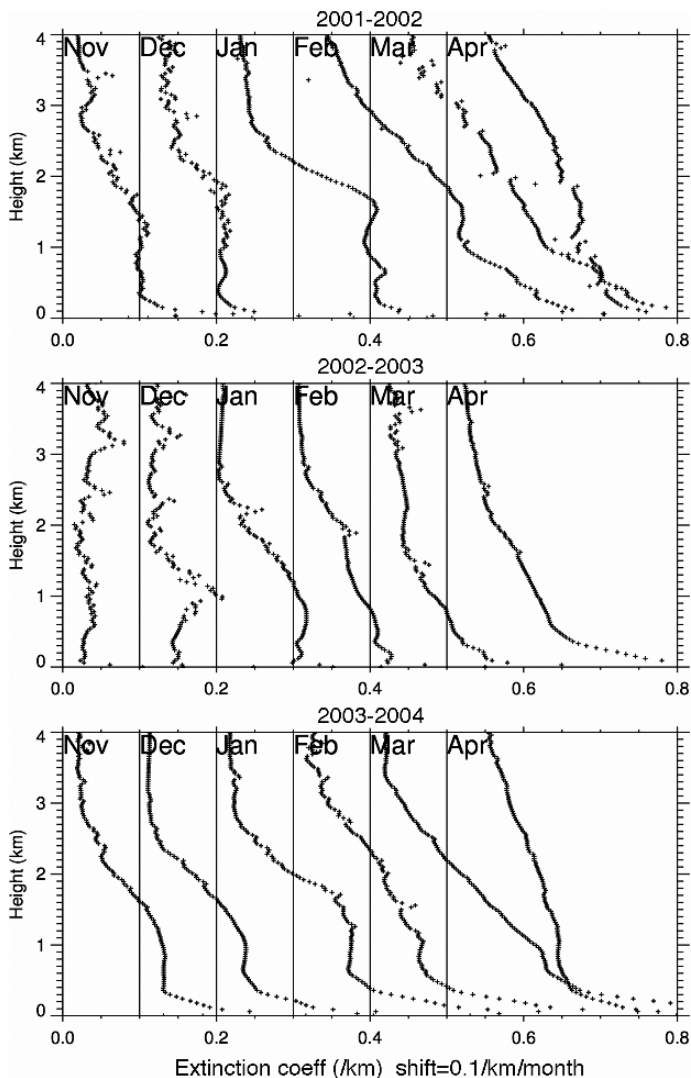 2001-2002
4
Nov Dec Jan Feb Mar Apr
3
Height (km)
2
1
0
0.0 0.2 0.4 0.6 0.8
2002-2003
4
Nov Dec Jan Feb Mar Apr
3
Height (km)
2
1
0
0.0 0.2 0.4 0.6 0.8
2003-2004
4
Nov Dec Jan Feb Mar Apr
3
Height (km)
2
1
0
0.0 0.2 0.4 0.6 0.8
Extinction coeff (/km) shift=0.1/km/month